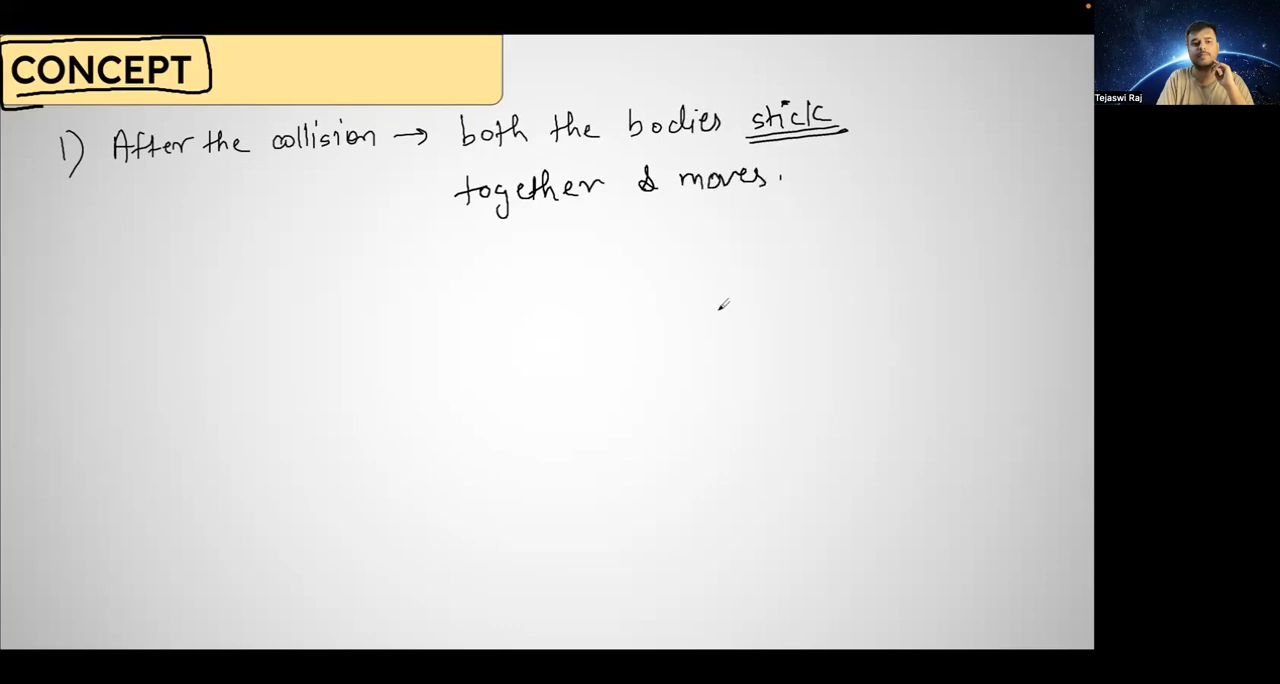 CONCEPT
Tejaswi Raj
1) After the collision → both the bodies stick
together & moves.